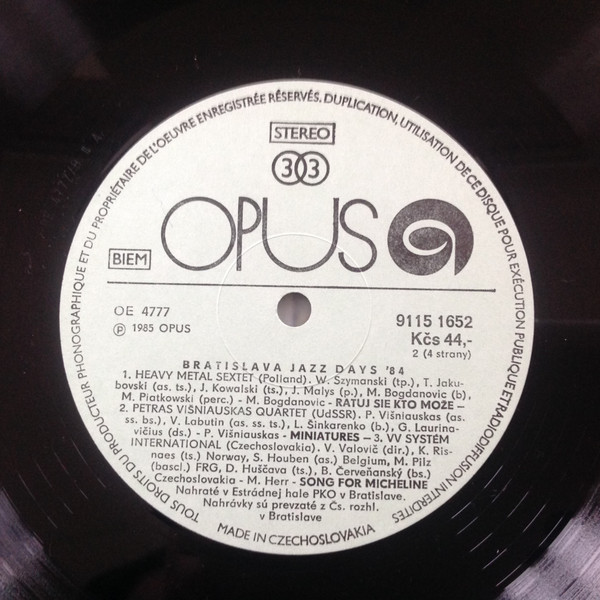 TOUS DROITS DU PRODUCTEUR PHONOGRAPHIQUE ET DU PROPRIÉTAIRE DE L'OEUVRE ENREGISTRÉE RÉSERVÉS. DUPLICATION, UTILISATION DE CE DISQUE POUR EXÉCUTION PUBLIQUE ET RADIODIFFUSION INTERDITES
STEREO
33
OPUS
BIEM
OE 4777
℗ 1985 OPUS
9115 1652
Kčs 44,-
2 (4 strany)
BRATISLAVA JAZZ DAYS '84
1. HEAVY METAL SEXTET (Polland). W. Szymanski (tp.), T. Jaku-
bovski (as. ts.), J. Kowalski (ts.), J. Malys (p.), M. Bogdanovic (b),
M. Piatkowski (perc.) - M. Bogdanovic - RATUJ SIE KTO MOŻE —
2. PETRAS VIŠNIAUSKAS QUARTET (UdSSR). P. Višniauskas (as.
ss. bs.), V. Labutin (as. ss. ts.), L. Šinkarenko (b.), G. Laurina-
vičius (ds.) - P. Višniauskas - MINIATURES — 3. VV SYSTÉM
INTERNATIONAL (Czechoslovakia). V. Valovič (dir.), K. Ris-
naes (ts.) Norway, S. Houben (as.) Belgium, M. Pilz
(bascl.) FRG, D. Huščava (ts.), B. Červeňanský (bs.)
Czechoslovakia - M. Herr - SONG FOR MICHELINE
Nahraté v Estrádnej hale PKO v Bratislave.
Nahrávky sú prevzaté z Čs. rozhl.
v Bratislave
MADE IN CZECHOSLOVAKIA